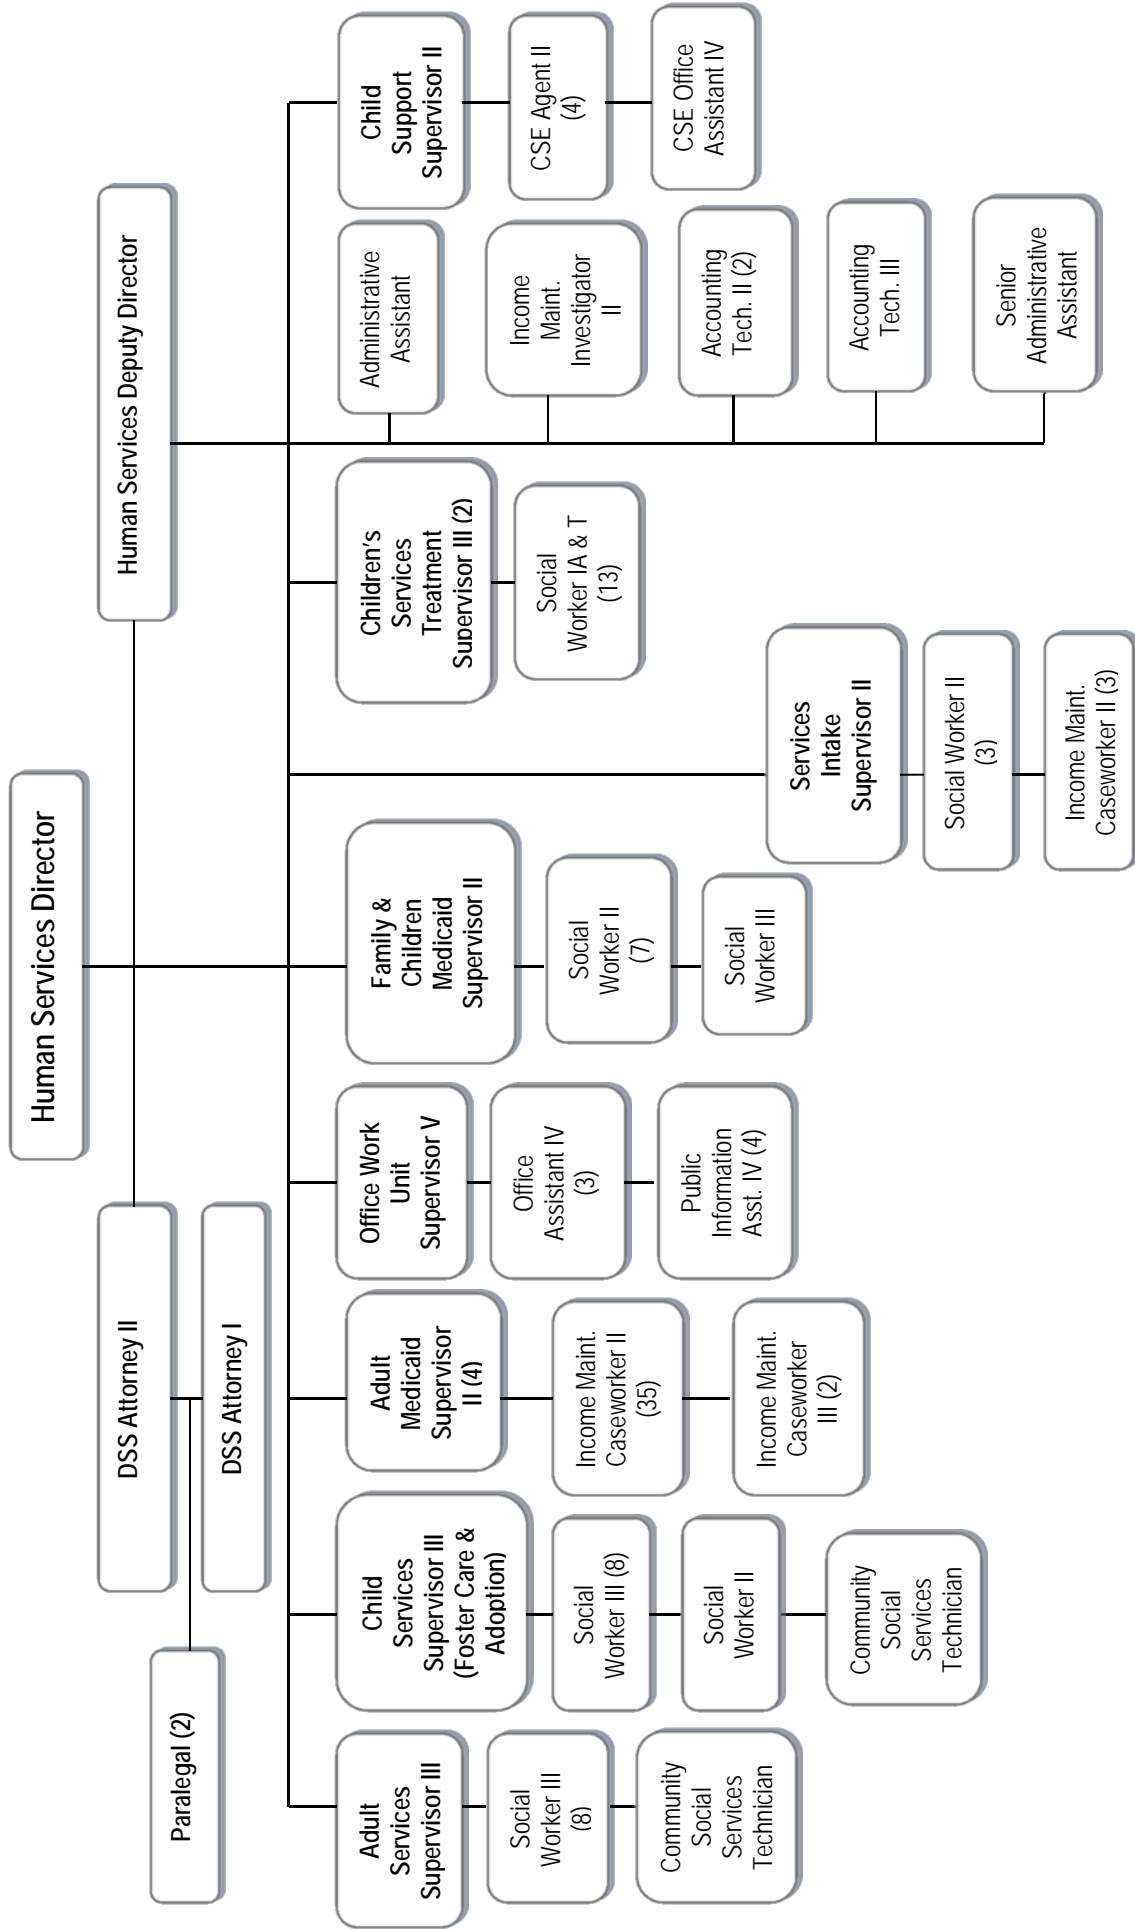 Human Services Director
DSS Attorney II
Human Services Deputy Director
Paralegal (2)
DSS Attorney I
Adult
Services
Supervisor III
Social
Worker III
(8)
Community
Social
Services
Technician
Child
Services
Supervisor III
(Foster Care &
Adoption)
Social
Worker III (8)
Social
Worker II
Community
Social
Services
Technician
Adult
Medicaid
Supervisor
II (4)
Income Maint.
Caseworker II
(35)
Income Maint.
Caseworker
III (2)
Office Work
Unit
Supervisor V
Office
Assistant IV
(3)
Public
Information
Asst. IV (4)
Family &
Children
Medicaid
Supervisor II
Social
Worker II
(7)
Social
Worker III
Services
Intake
Supervisor II
Social Worker II
(3)
Income Maint.
Caseworker II (3)
Children's
Services
Treatment
Supervisor III (2)
Social
Worker IA & T
(13)
Administrative
Assistant
Income
Maint.
Investigator
II
Accounting
Tech. II (2)
Accounting
Tech. III
Senior
Administrative
Assistant
Child
Support
Supervisor II
CSE Agent II
(4)
CSE Office
Assistant IV